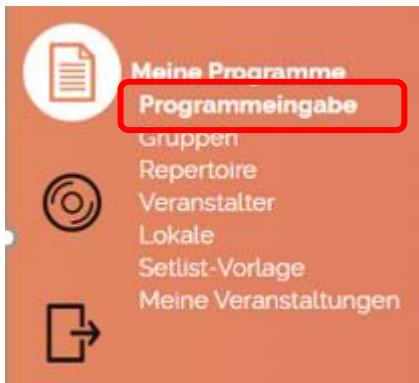 Meine Programme
Programmeingabe
Gruppen
Repertoire
Veranstalter
Lokale
Setlist-Vorlage
Meine Veranstaltungen